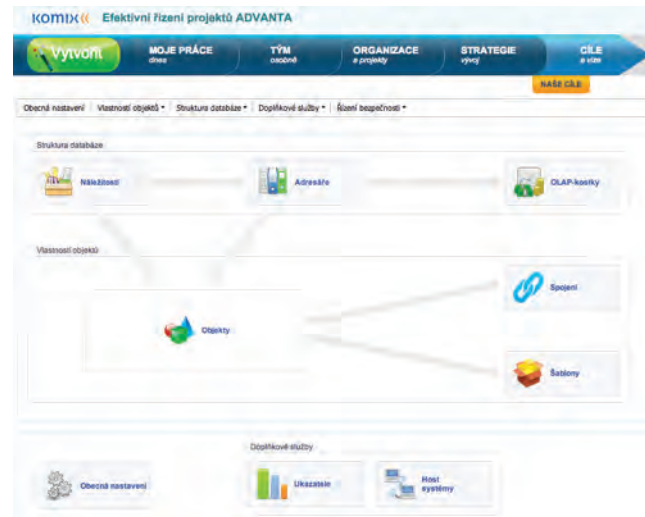 KOMIX Efektivní řízení projektů ADVANTA
Vytvořit
MOJE PRÁCE
dnes
TÝM
osobně
ORGANIZACE
a projekty
STRATEGIE
vývoj
CÍLE
a vize
NAŠE CÍLE
Obecná nastavení
Vlastností objektů
Struktura databáze
Doplňkové služby
Řízení bezpečnosti
Struktura databáze
Náležitosti
Adresáře
OLAP-kostky
Vlastností objektů
Objekty
Spojení
Šablony
Doplňkové služby
Obecná nastavení
Ukazatele
Host
systémy